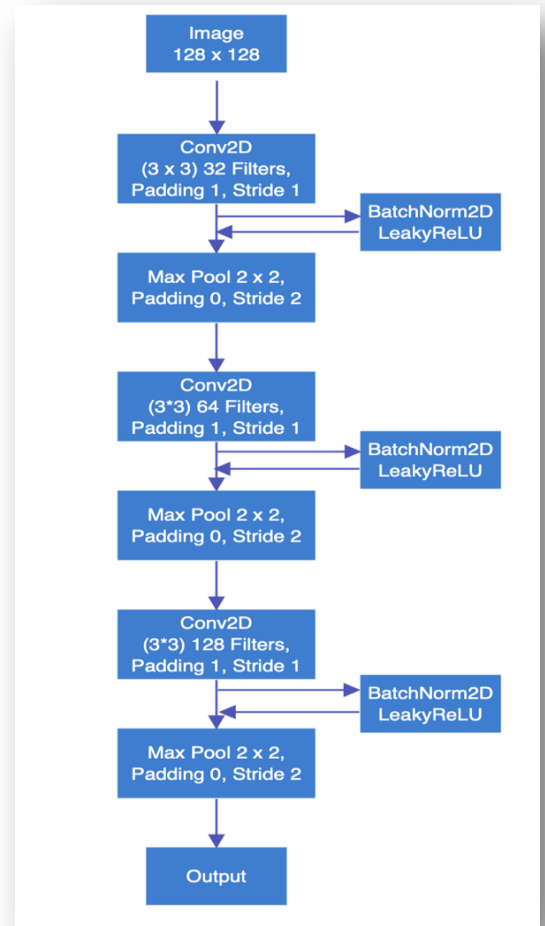 Image
128 x 128
Conv2D
(3 x 3) 32 Filters,
Padding 1, Stride 1
BatchNorm2D
LeakyReLU
Max Pool 2 x 2,
Padding 0, Stride 2
Conv2D
(3*3) 64 Filters,
Padding 1, Stride 1
BatchNorm2D
LeakyReLU
Max Pool 2 x 2,
Padding 0, Stride 2
Conv2D
(3*3) 128 Filters,
Padding 1, Stride 1
BatchNorm2D
LeakyReLU
Max Pool 2 x 2,
Padding 0, Stride 2
Output